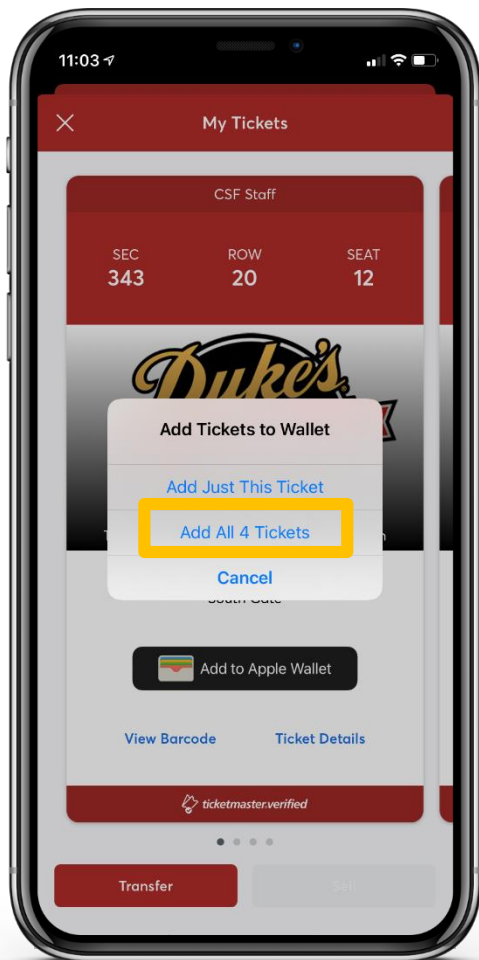 11:03
My Tickets
CSF Staff
SEC ROW SEAT
343 20 12
Duke's
Add Tickets to Wallet
Add Just This Ticket
Add All 4 Tickets
Cancel
South Gate
Add to Apple Wallet
View Barcode Ticket Details
ticketmaster.verified
Transfer Sell